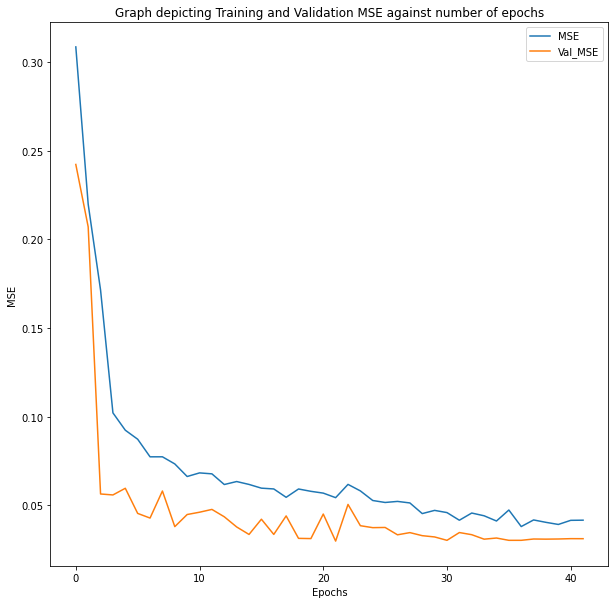 Graph depicting Training and Validation MSE against number of epochs
MSE
Val_MSE
0.30
0.25
0.20
0.15
0.10
0.05
MSE
0 10 20 30 40
Epochs